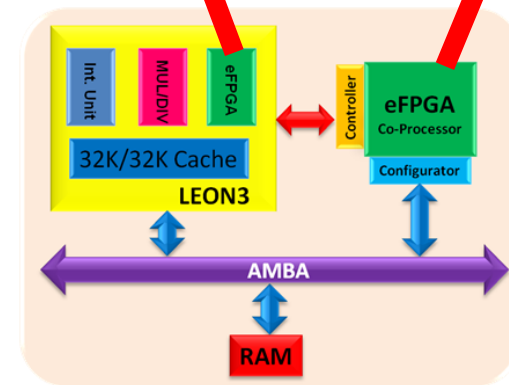 Int. Unit
MUL/DIV
eFPGA
32K/32K Cache
LEON3
Controller
eFPGA
Co-Processor
Configurator
AMBA
RAM